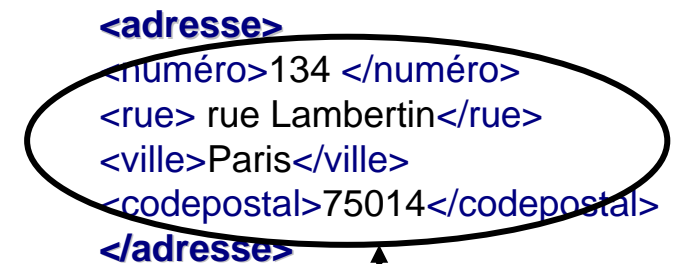 <adresse>
<numéro>134 </numéro>
<rue> rue Lambertin</rue>
<ville>Paris</ville>
<codepostal>75014</codepostal>
</adresse>